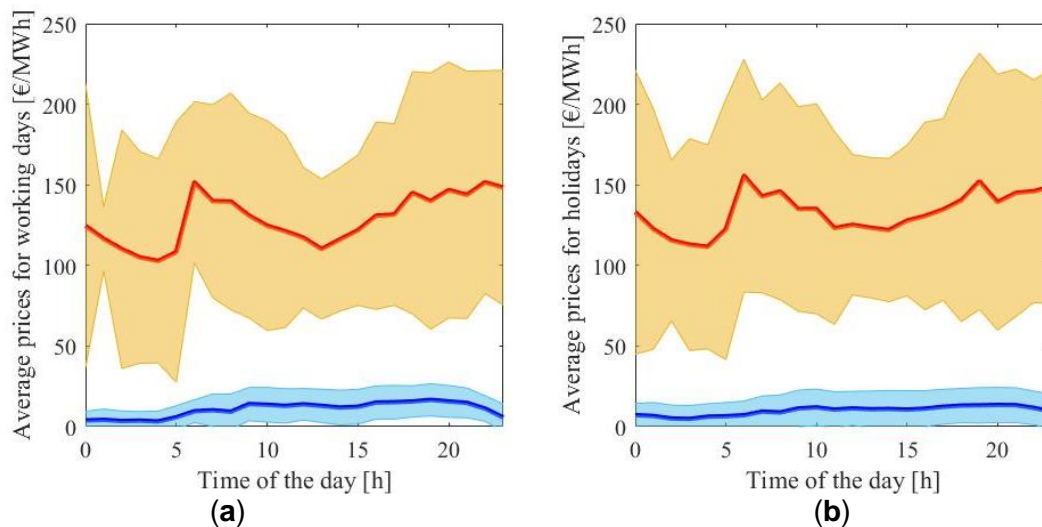 Average prices for working days [€/MWh]
250
200
150
100
50
0
0 5 10 15 20
Time of the day [h]
(a)
Average prices for holidays [€/MWh]
250
200
150
100
50
0
0 5 10 15 20
Time of the day [h]
(b)